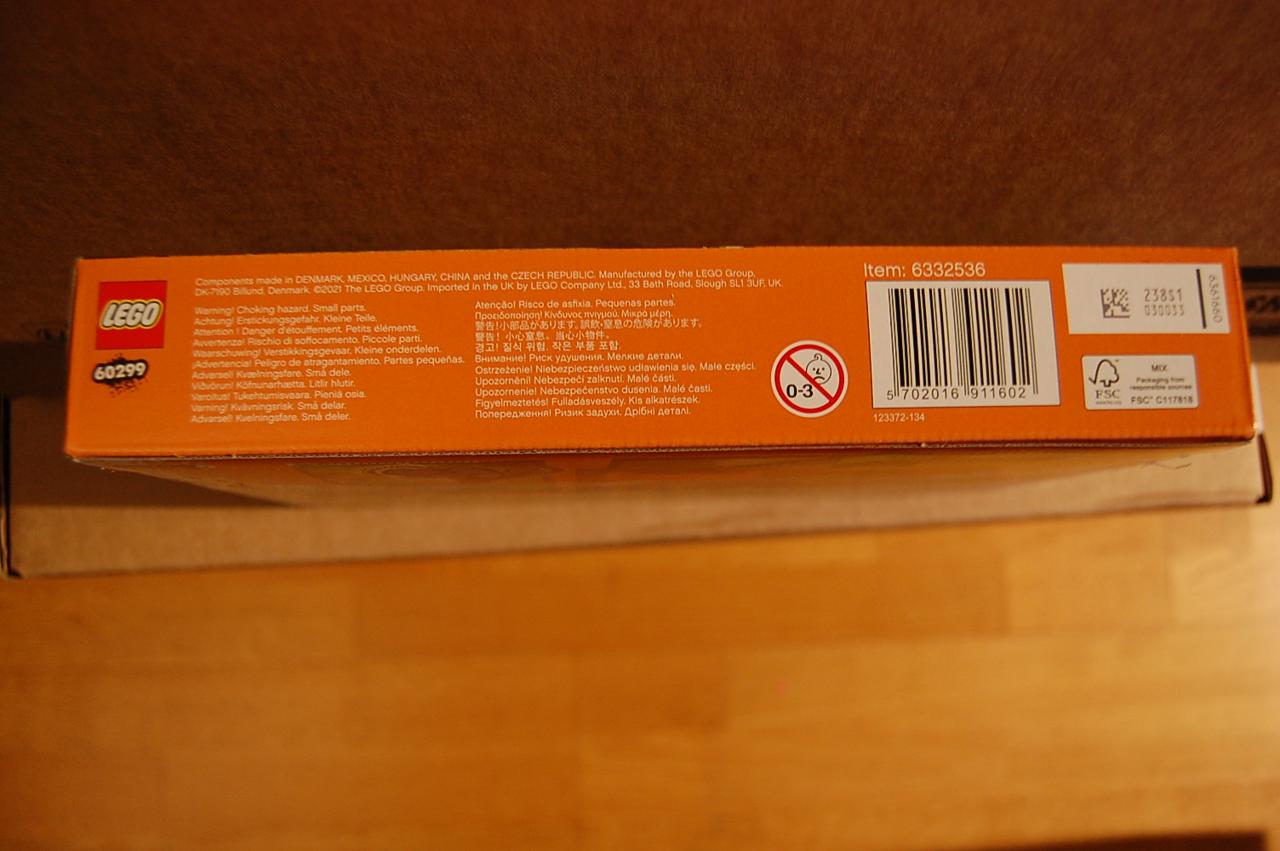 LEGO
60299
Components made in DENMARK, MEXICO, HUNGARY, CHINA and the CZECH REPUBLIC. Manufactured by the LEGO Group,
DK-7190 Billund, Denmark. ©2021 The LEGO Group. Imported in the UK by LEGO Company Ltd., 33 Bath Road, Slough SL1 3UF, UK.
Warning! Choking hazard. Small parts.
Achtung! Erstickungsgefahr. Kleine Teile.
Attention ! Danger d'étouffement. Petits éléments.
Avvertenza! Rischio di soffocamento. Piccole parti.
Waarschuwing! Verstikkingsgevaar. Kleine onderdelen.
¡Advertencia! Peligro de atragantamiento. Partes pequeñas.
Advarsel! Kvælningsfare. Små dele.
Viðvörun! Köfnunarhætta. Litlir hlutir.
Varoitus! Tukehtumisvaara. Pieniä osia.
Varning! Kvävningsrisk. Små delar.
Advarsel! Kvelningsfare. Små deler.
Atenção! Risco de asfixia. Pequenas partes.
Προειδοποίηση! Κίνδυνος πνιγμού. Μικρά μέρη.
警告!小部品があります。誤飲・窒息の危険があります。
警告！小心窒息。当心小物件。
경고! 질식 위험. 작은 부품 포함.
Внимание! Риск удушения. Мелкие детали.
Ostrzeżenie! Niebezpieczeństwo udławienia się. Małe części.
Upozornění! Nebezpečí zalknutí. Malé části.
Upozornenie! Nebezpečenstvo dusenia. Malé časti.
Figyelmeztetés! Fulladásveszély. Kis alkatrészek.
Попередження! Ризик задухи. Дрібні деталі.
0-3
Item: 6332536
5 702016 911602
123372-134
238S1
030033
6361660
FSC
www.fsc.org
MIX
Packaging from
responsible sources
FSC™ C117818